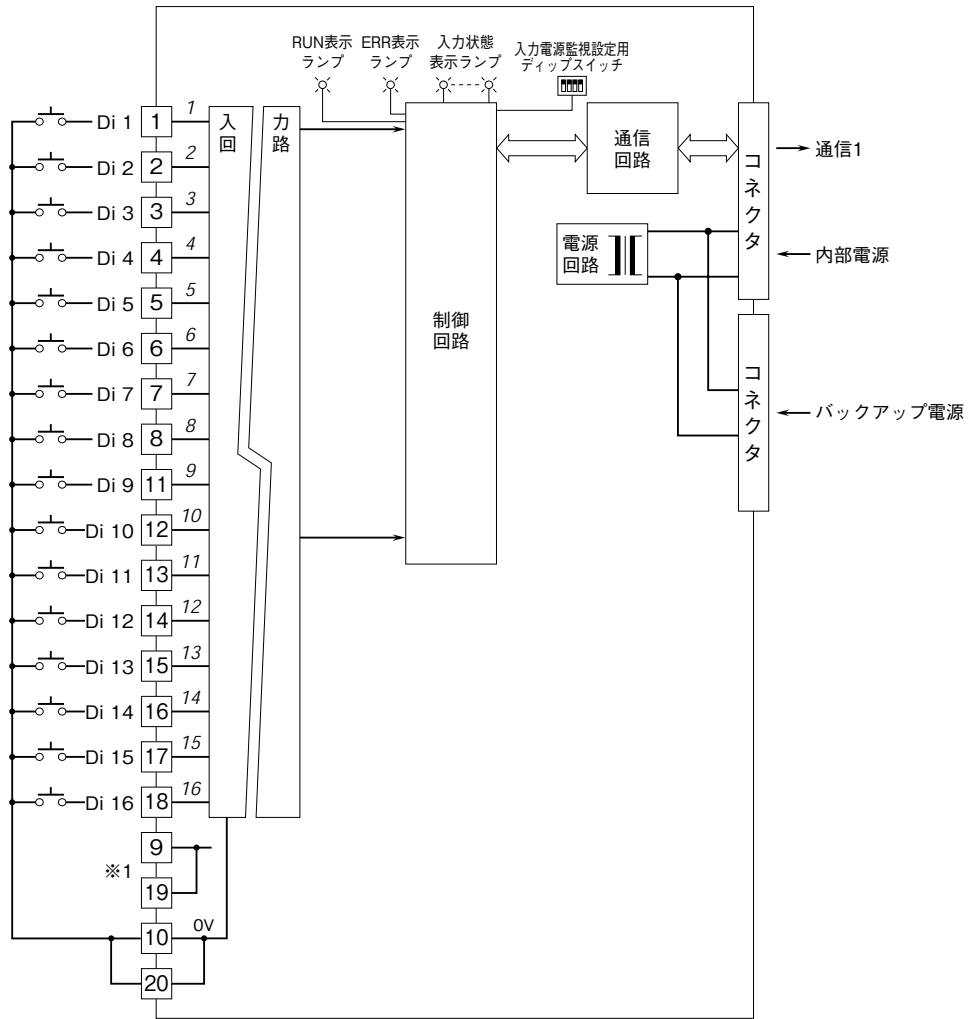 RUN表示
ランプ
ERR表示
ランプ
入力状態
表示ランプ
入力電源監視設定用
ディップスイッチ
Di 1 1 1
Di 2 2 2
Di 3 3 3
Di 4 4 4
Di 5 5 5
Di 6 6 6
Di 7 7 7
Di 8 8 8
Di 9 11 9
Di 10 12 10
Di 11 13 11
Di 12 14 12
Di 13 15 13
Di 14 16 14
Di 15 17 15
Di 16 18 16
9
※1
19
10 0V
20
入力
回路
制御
回路
通信
回路
電源
回路
コネクタ
コネクタ
通信1
内部電源
バックアップ電源